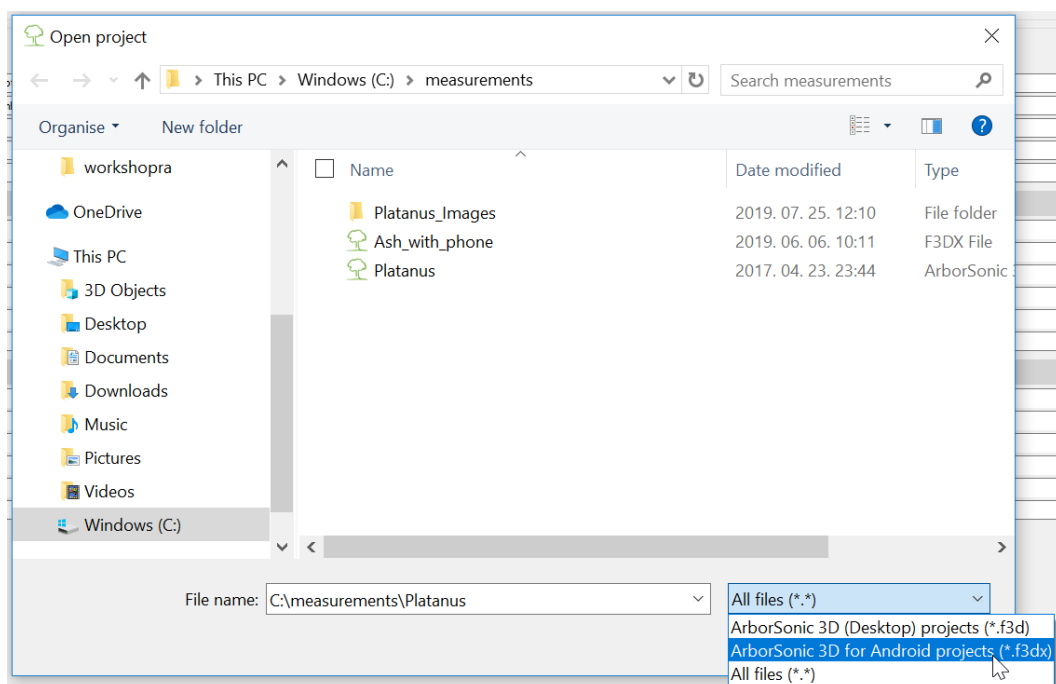 Open project
This PC > Windows (C:) > measurements
Search measurements
Organise
New folder
Name
Date modified
Type
workshopra
OneDrive
This PC
3D Objects
Desktop
Documents
Downloads
Music
Pictures
Videos
Windows (C:)
Platanus_Images 2019. 07. 25. 12:10 File folder
Ash_with_phone 2019. 06. 06. 10:11 F3DX File
Platanus 2017. 04. 23. 23:44 ArborSonic
File name: C:\measurements\Platanus
All files (*.*)
ArborSonic 3D (Desktop) projects (*.f3d)
ArborSonic 3D for Android projects (*.f3dx)
All files (*.*)